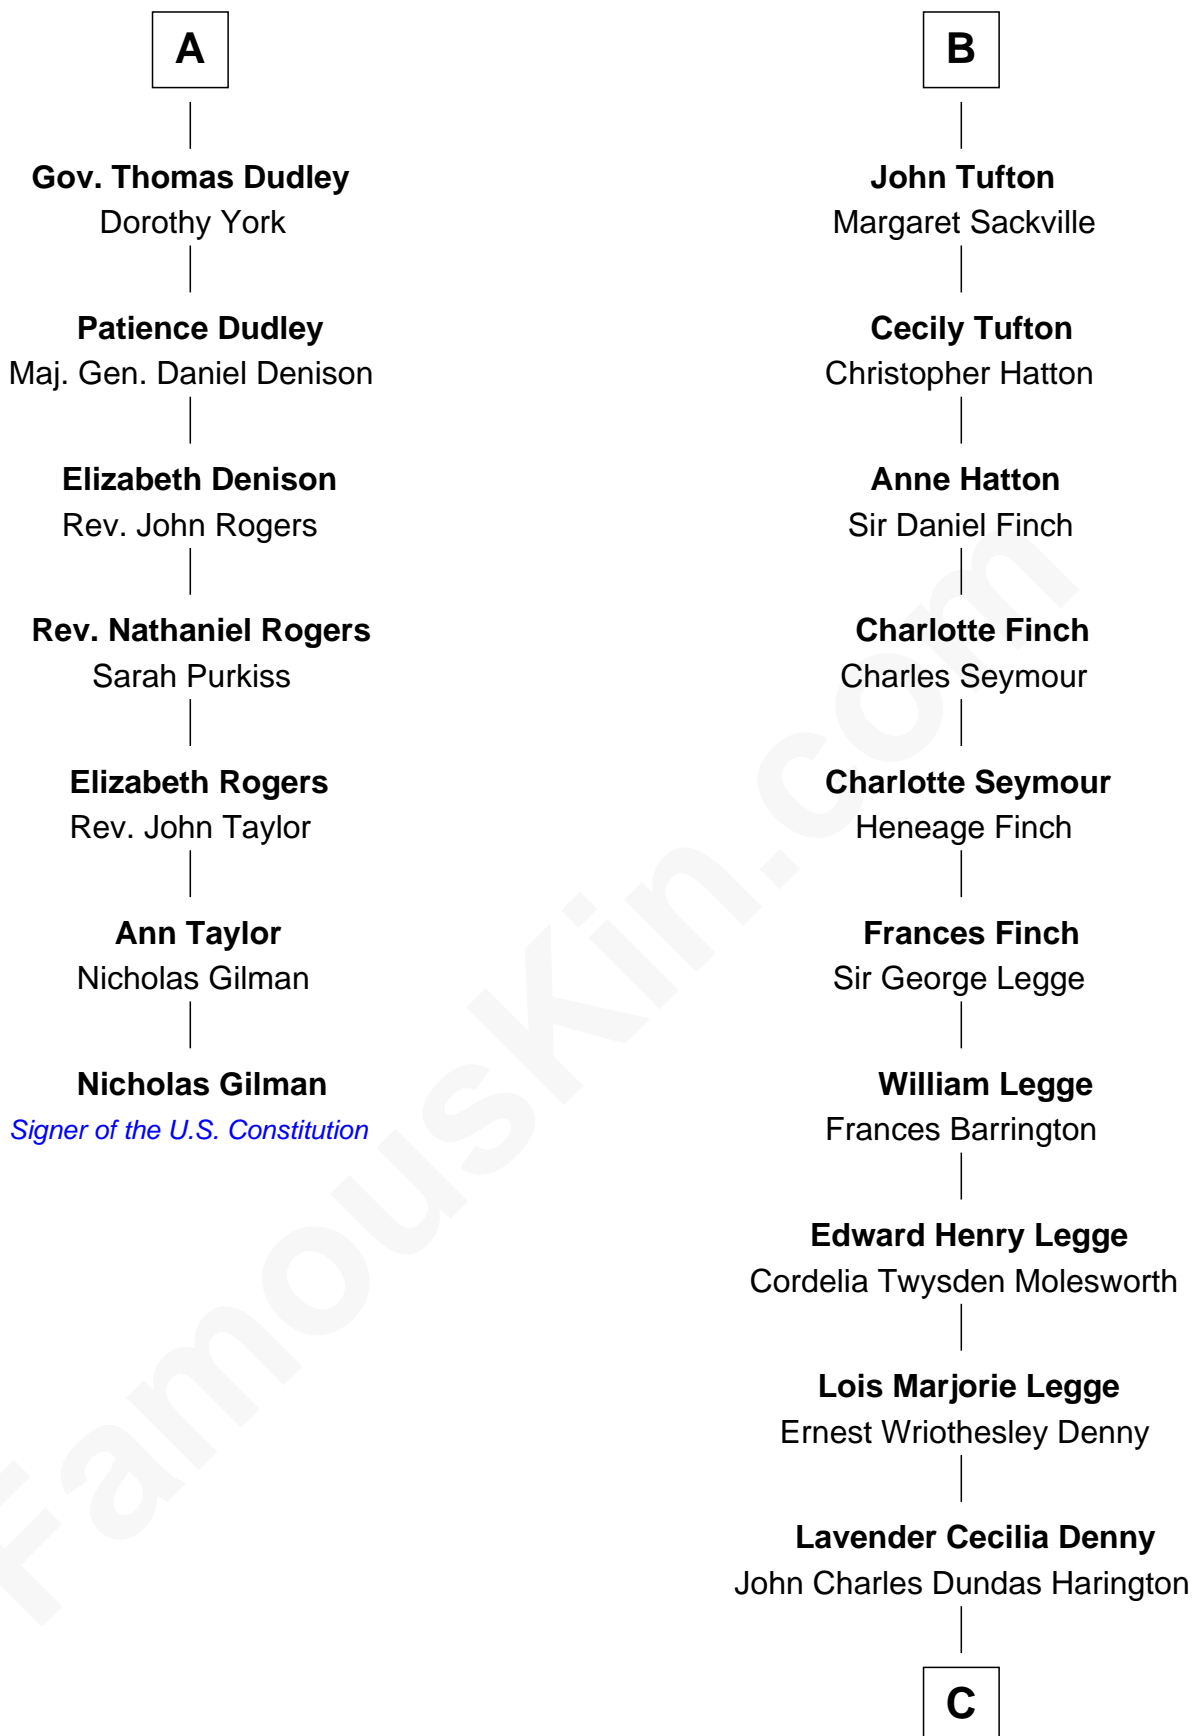 A
Gov. Thomas Dudley
Dorothy York
Patience Dudley
Maj. Gen. Daniel Denison
Elizabeth Denison
Rev. John Rogers
Rev. Nathaniel Rogers
Sarah Purkiss
Elizabeth Rogers
Rev. John Taylor
Ann Taylor
Nicholas Gilman
Nicholas Gilman
Signer of the U.S. Constitution
B
John Tufton
Margaret Sackville
Cecily Tufton
Christopher Hatton
Anne Hatton
Sir Daniel Finch
Charlotte Finch
Charles Seymour
Charlotte Seymour
Heneage Finch
Frances Finch
Sir George Legge
William Legge
Frances Barrington
Edward Henry Legge
Cordelia Twysden Molesworth
Lois Marjorie Legge
Ernest Wriothesley Denny
Lavender Cecilia Denny
John Charles Dundas Harington
C
FamousKin.com